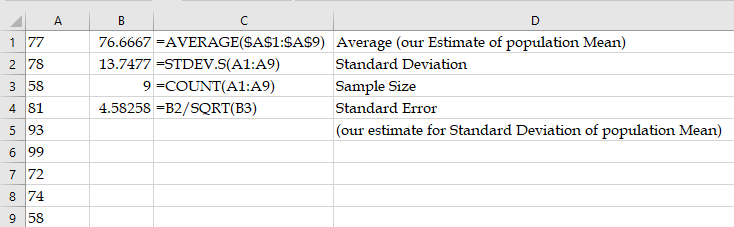 A B C D
1 77 76.6667 =AVERAGE($A$1:$A$9) Average (our Estimate of population Mean)
2 78 13.7477 =STDEV.S(A1:A9) Standard Deviation
3 58 9 =COUNT(A1:A9) Sample Size
4 81 4.58258 =B2/SQRT(B3) Standard Error
5 93 (our estimate for Standard Deviation of population Mean)
6 99
7 72
8 74
9 58